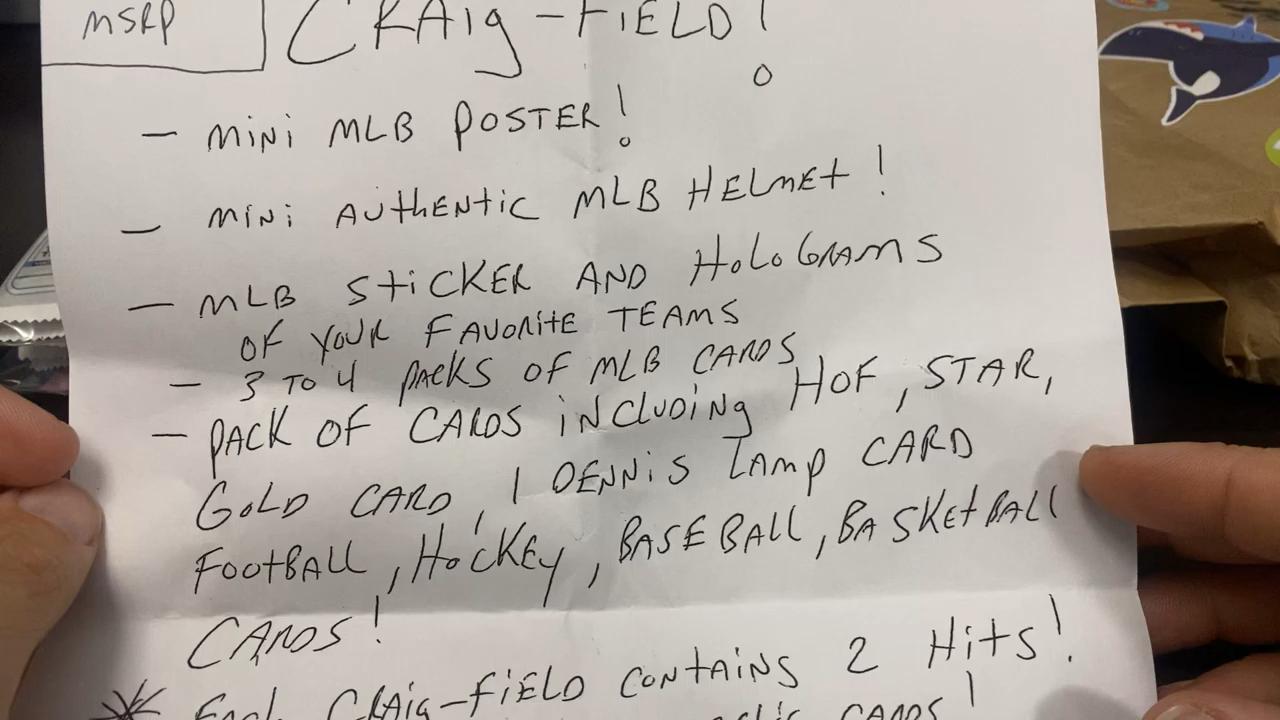 MSRP
CRAig-FiELD!
- MiNi MLB POSTER!
- MiNi AUthENtiC MLB HELmEt!
- MLB StiCKER AND HoLoGRAMS
OF YOUR FAVORitE TEAMS
- 3 TO 4 PACKS OF MLB CARDS
- PACK OF CARDS iNCLUDiNg HOF, STAR,
GOLD CARD, 1 DENNiS LAmp CARD
FootBALL, HoCKEy, BASEBALL, BASKEtBALL
CARDS!
* EACh CRAig-FiELD CONTAiNS 2 Hits!
CARDS!